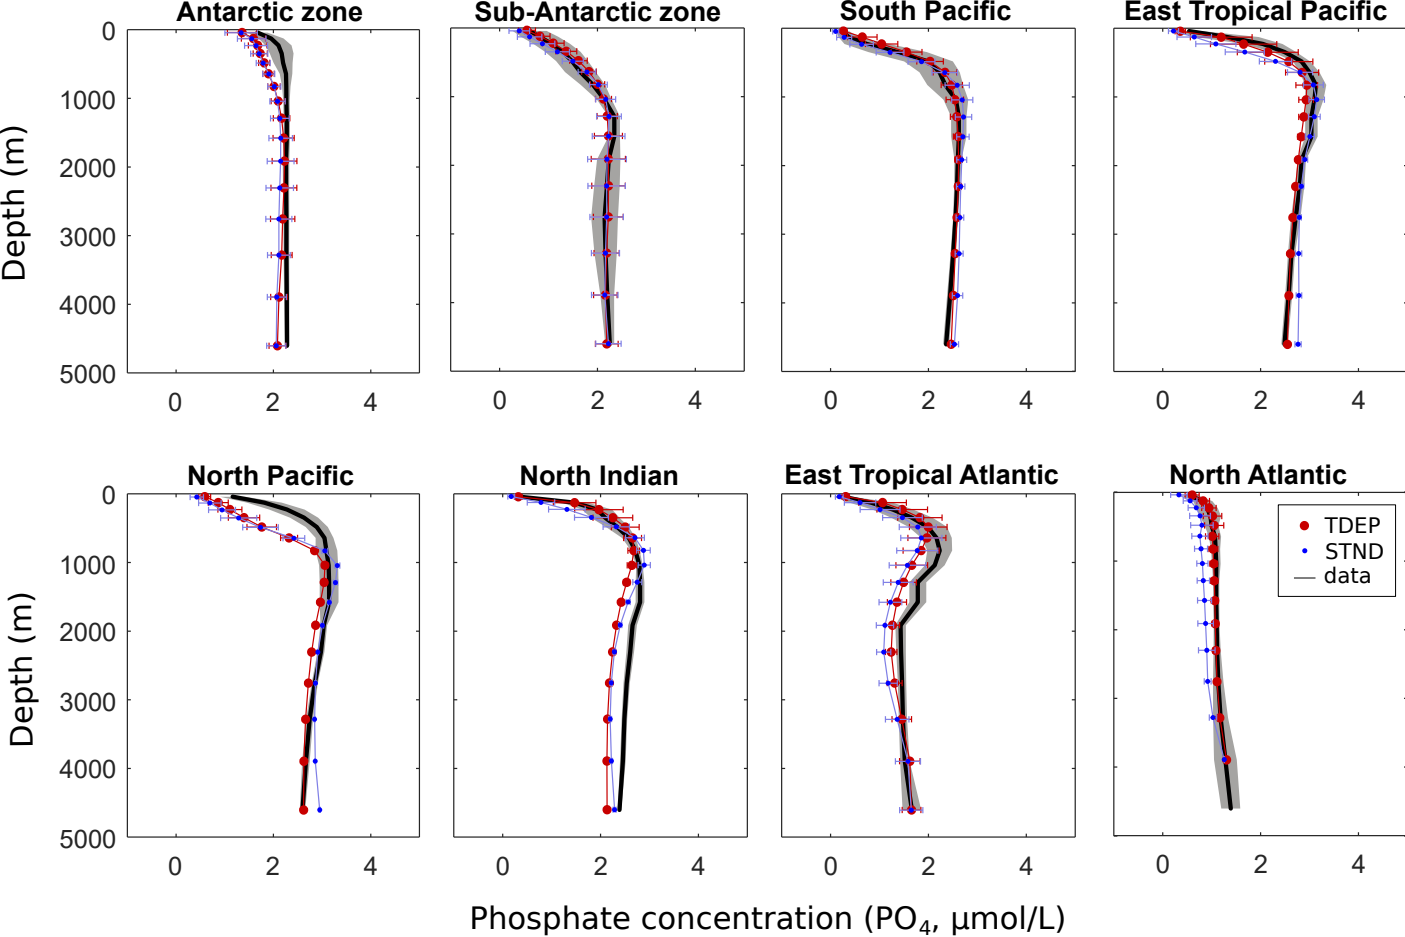 Antarctic zone
Sub-Antarctic zone
South Pacific
East Tropical Pacific
Depth (m)
0
1000
2000
3000
4000
5000
0 2 4
0 2 4
0 2 4
0 2 4
North Pacific
North Indian
East Tropical Atlantic
North Atlantic
Depth (m)
0
1000
2000
3000
4000
5000
TDEP
STND
data
0 2 4
0 2 4
0 2 4
0 2 4
Phosphate concentration (PO₄, μmol/L)